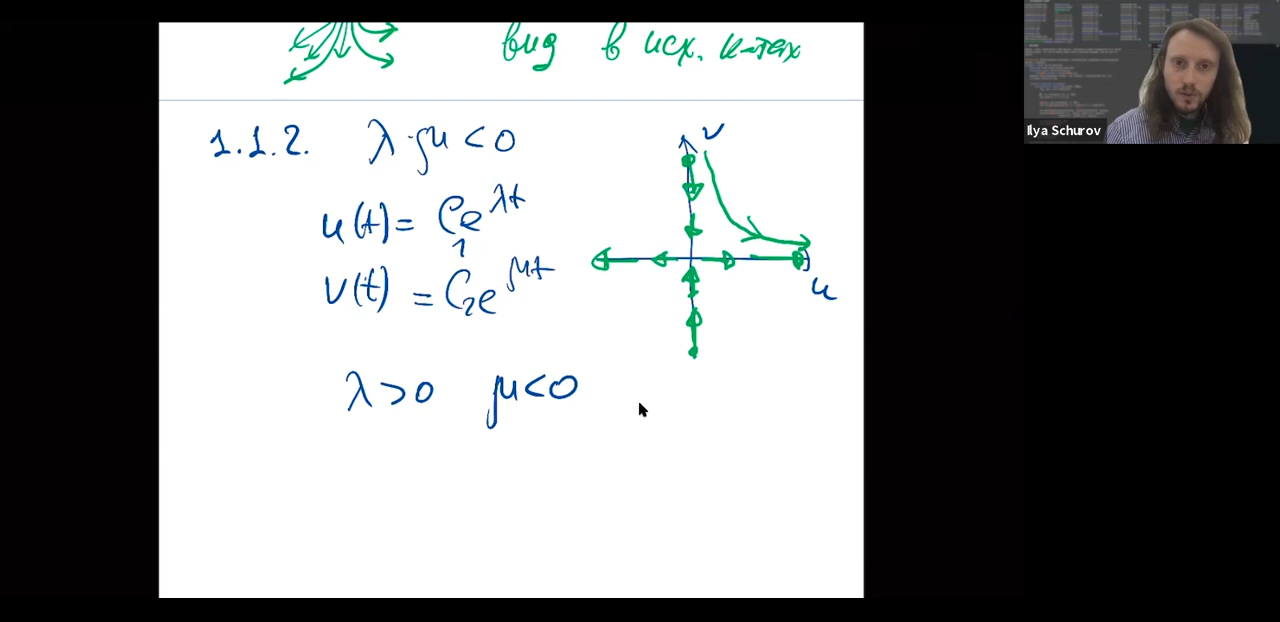 вид в исх. к-тах
Ilya Schurov
1.1.2. λ·μ < 0
v
u(t) = C₁e^{λt}
v(t) = C₂e^{μt}
u
λ > 0 μ < 0